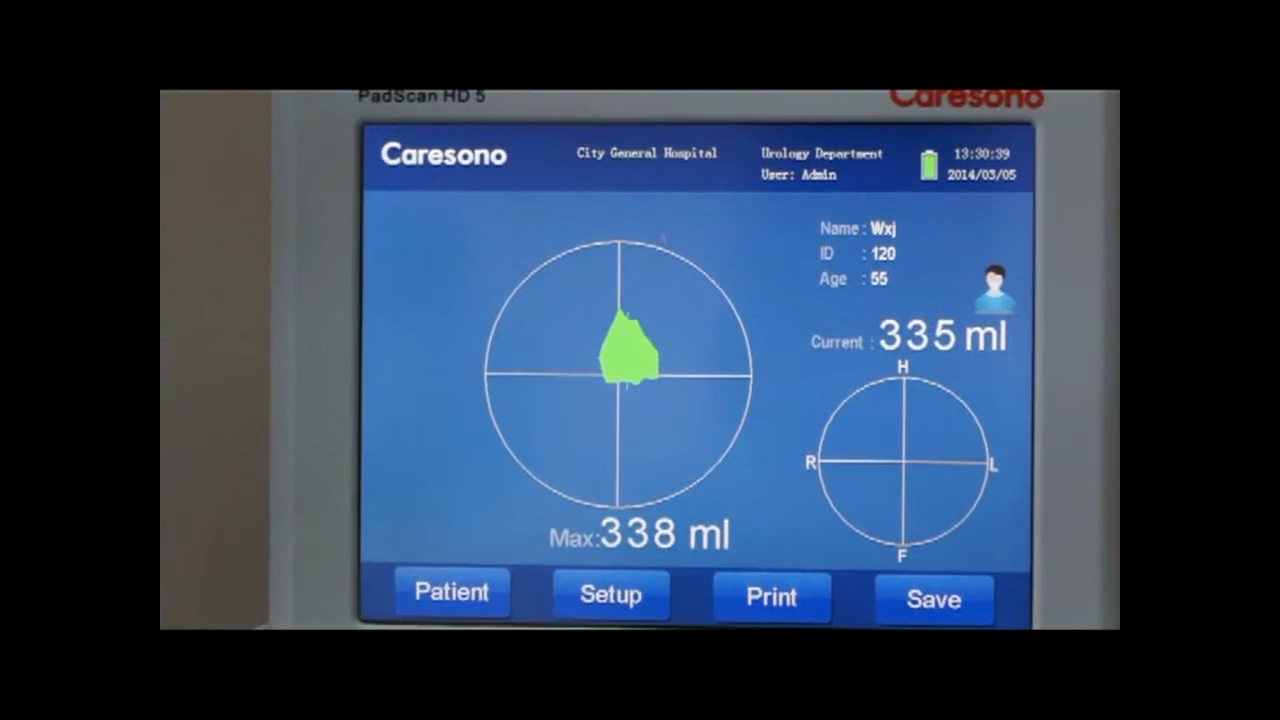 PadScan HD 5
Caresono
Caresono
City General Hospital
Urology Department
User: Admin
13:30:39
2014/03/05
Name : Wxj
ID : 120
Age : 55
Current : 335 ml
H
R
L
F
Max:338 ml
Patient
Setup
Print
Save